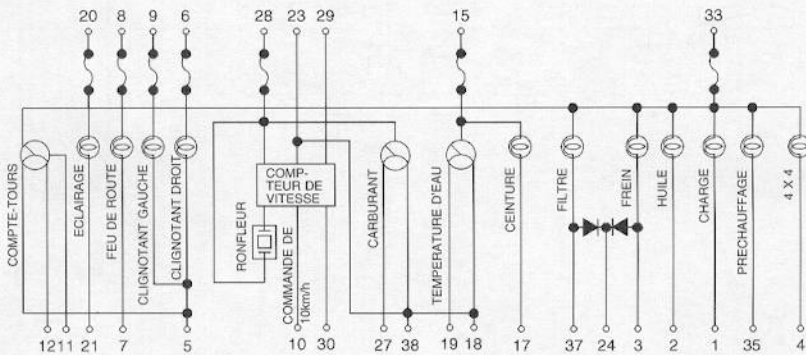 20 8 9 6 28 23 29 15 33
COMPTE-TOURS
ECLAIRAGE
FEU DE ROUTE
CLIGNOTANT GAUCHE
CLIGNOTANT DROIT
RONFLEUR
COMP-
TEUR DE
VITESSE
COMMANDE DE
10km/h
CARBURANT
TEMPERATURE D'EAU
CEINTURE
FILTRE
FREIN
HUILE
CHARGE
PRECHAUFFAGE
4 X 4
12 11 21 7 5 10 30 27 38 19 18 17 37 24 3 2 1 35 4